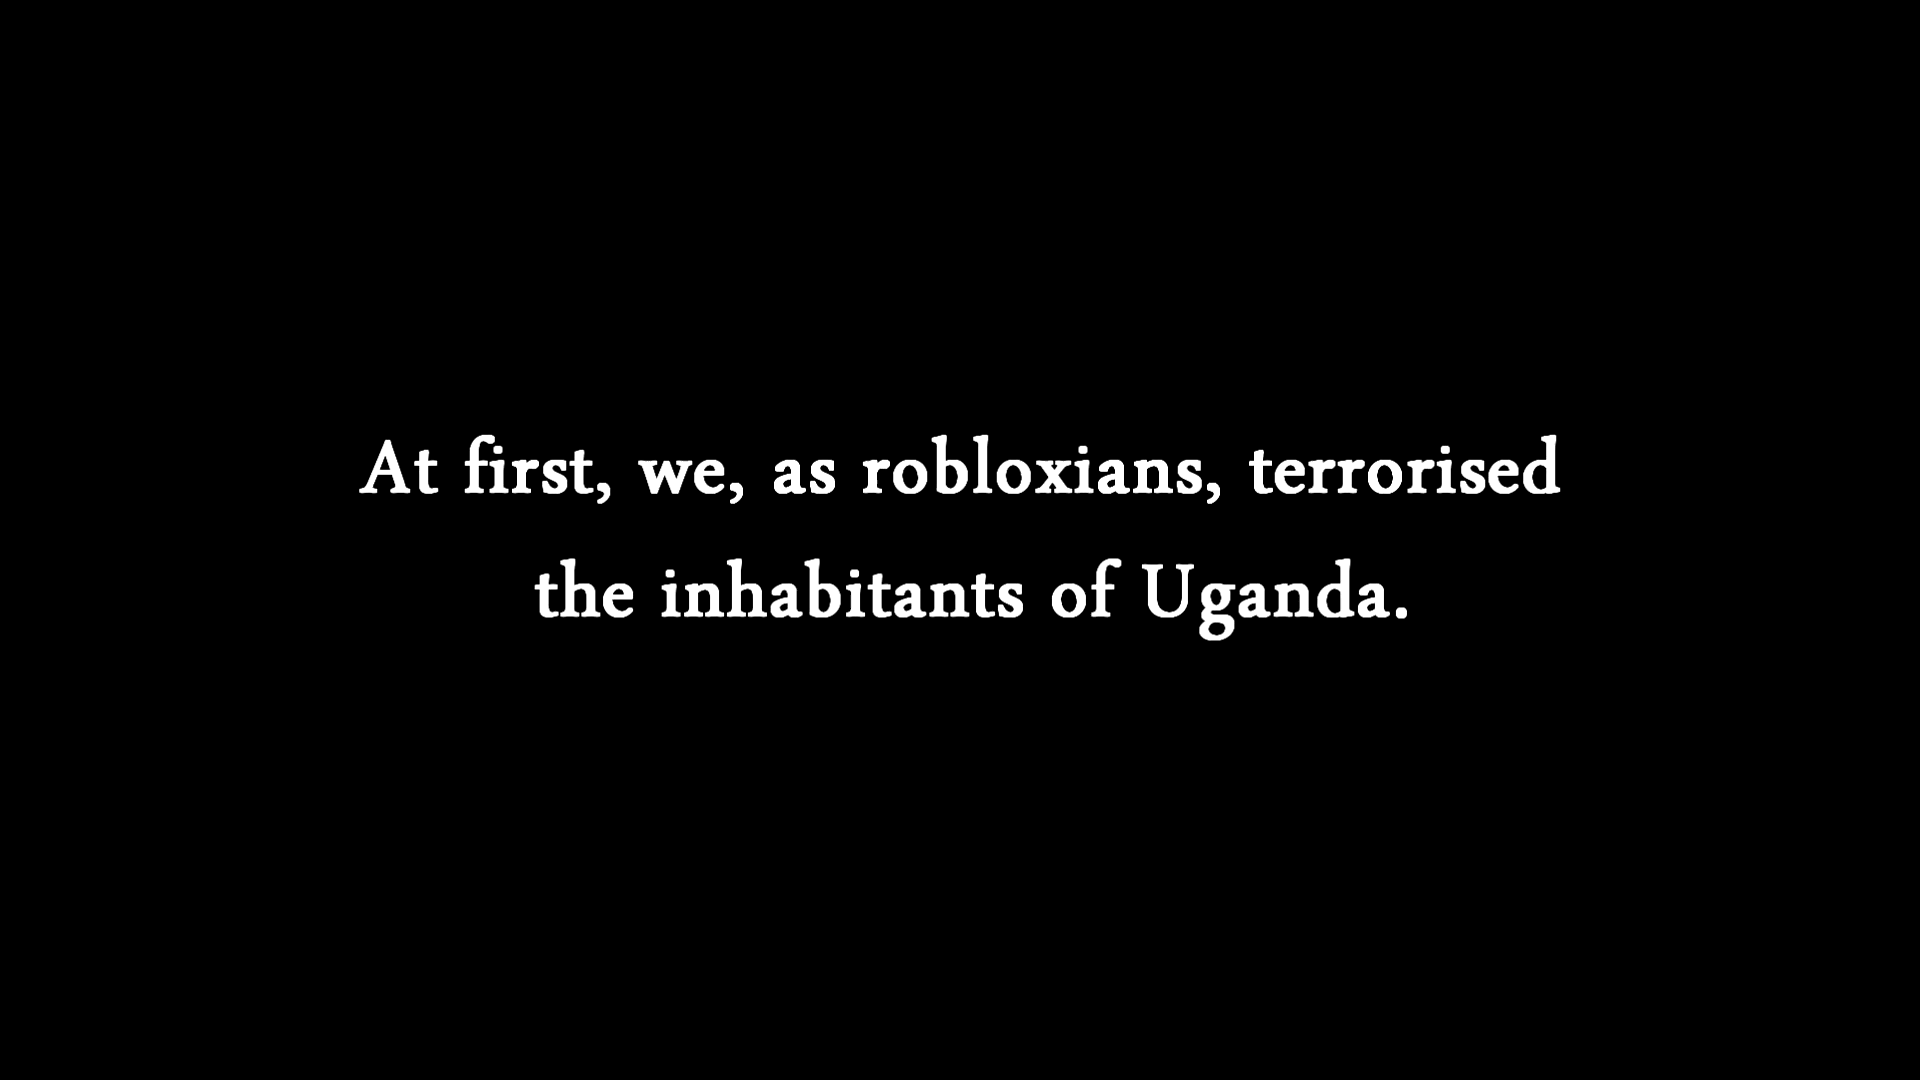 At first, we, as robloxians, terrorised
the inhabitants of Uganda.